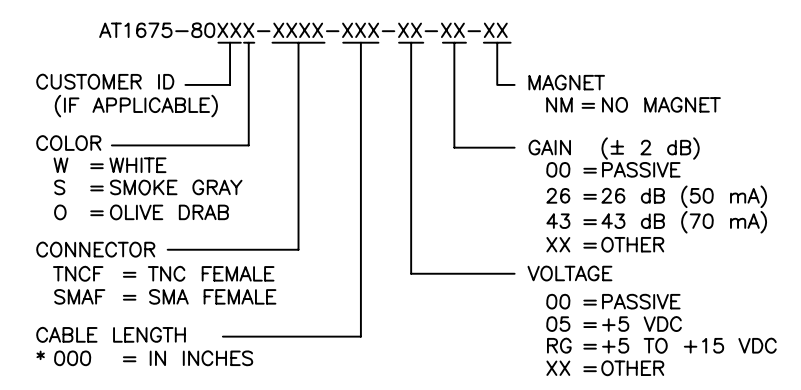 AT1675-80XXX-XXXX-XXX-XX-XX-XX
CUSTOMER ID
(IF APPLICABLE)
COLOR
W = WHITE
S = SMOKE GRAY
O = OLIVE DRAB
CONNECTOR
TNCF = TNC FEMALE
SMAF = SMA FEMALE
CABLE LENGTH
* 000 = IN INCHES
MAGNET
NM = NO MAGNET
GAIN (± 2 dB)
00 = PASSIVE
26 = 26 dB (50 mA)
43 = 43 dB (70 mA)
XX = OTHER
VOLTAGE
00 = PASSIVE
05 = +5 VDC
RG = +5 TO +15 VDC
XX = OTHER